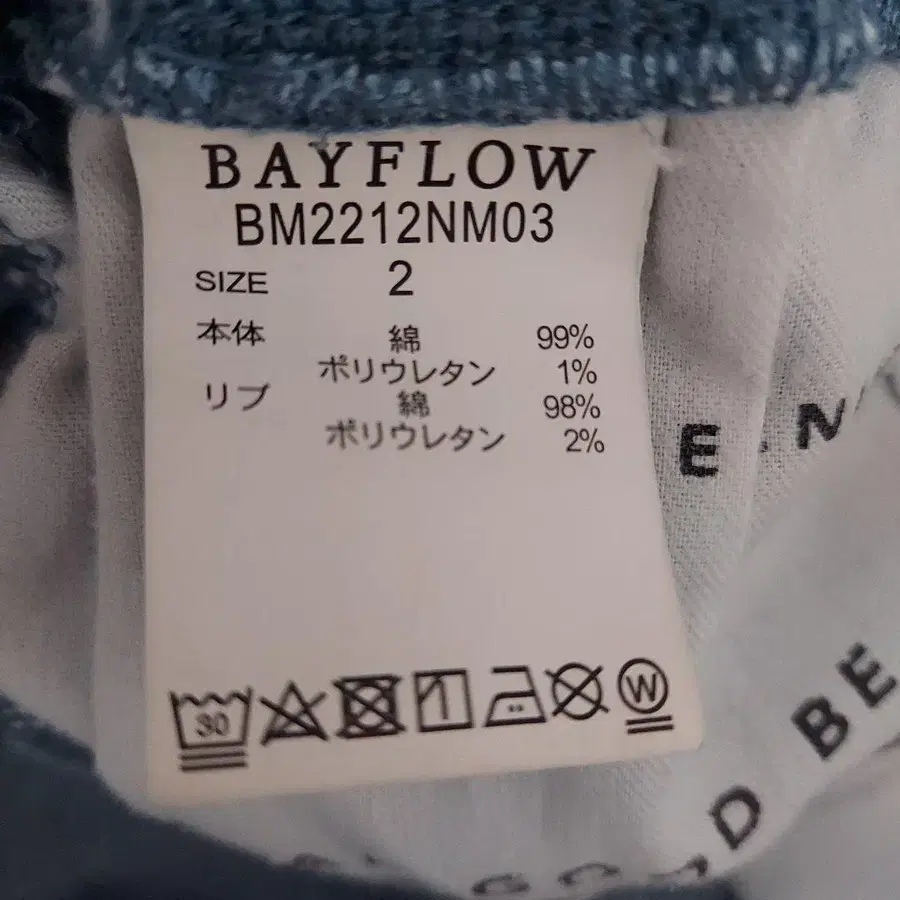 BAYFLOW
BM2212NM03
SIZE 2
本体 綿 99%
ポリウレタン 1%
リブ 綿 98%
ポリウレタン 2%
30
W
E
BE